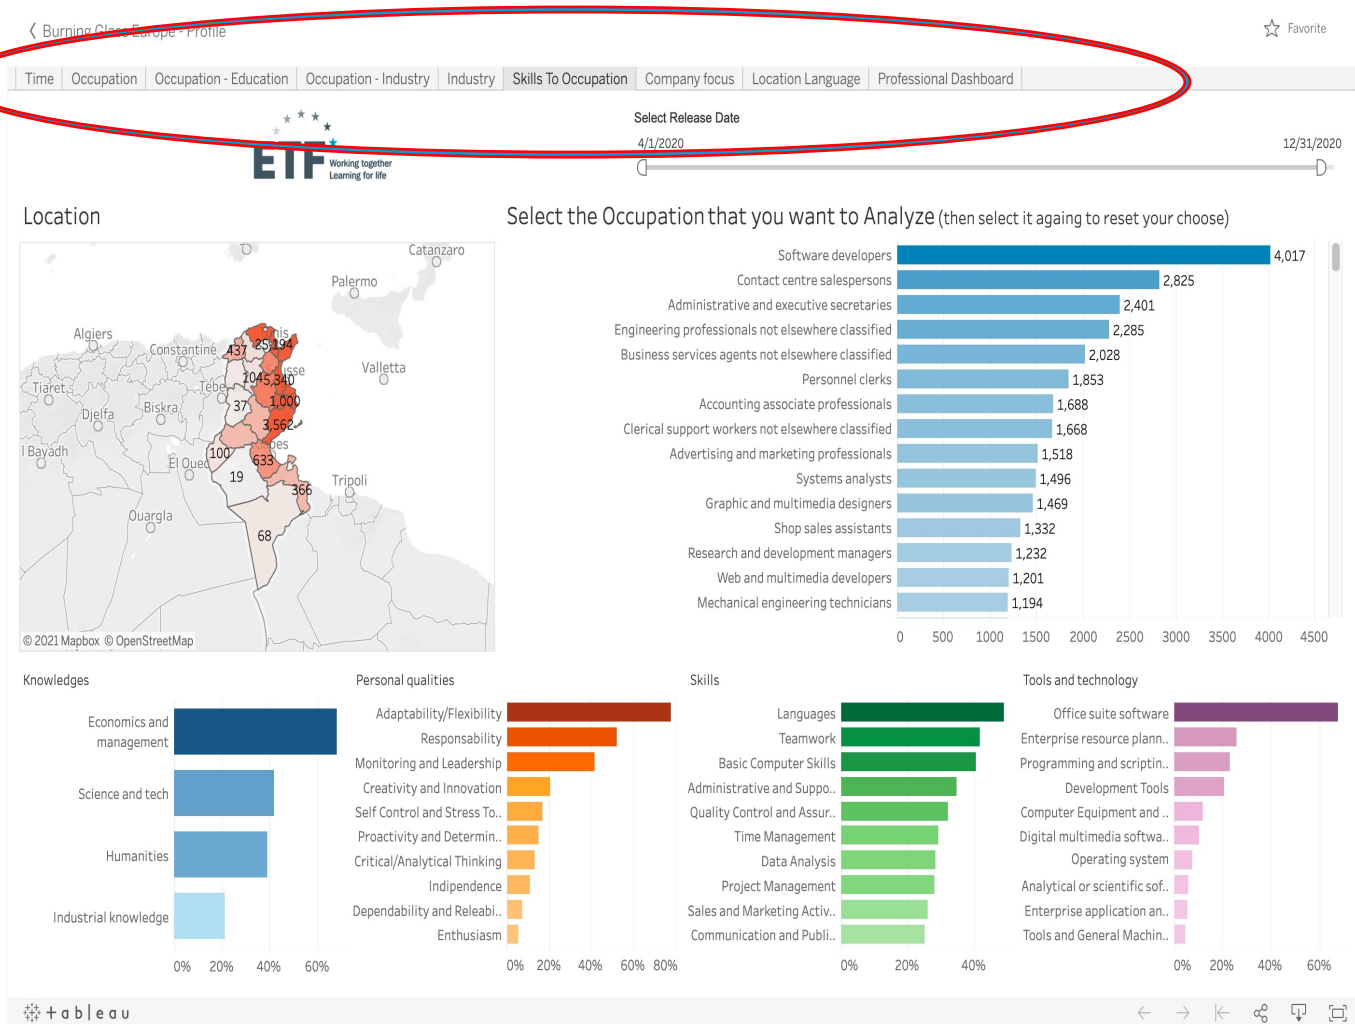 Burning Glass Europe - Profile
Favorite
Time Occupation Occupation - Education Occupation - Industry Industry Skills To Occupation Company focus Location Language Professional Dashboard
ETF Working together
Learning for life
Select Release Date
4/1/2020 12/31/2020
Location
Catanzaro
Palermo
Algiers
Constantine
437
25,194
Valletta
Tiaret
104
5,340
Djelfa
Biskra
37
1,000
3,562
l Bayadh
El Oued
100
633
19
366
Tripoli
Ouargla
68
© 2021 Mapbox © OpenStreetMap
Select the Occupation that you want to Analyze (then select it againg to reset your choose)
Software developers 4,017
Contact centre salespersons 2,825
Administrative and executive secretaries 2,401
Engineering professionals not elsewhere classified 2,285
Business services agents not elsewhere classified 2,028
Personnel clerks 1,853
Accounting associate professionals 1,688
Clerical support workers not elsewhere classified 1,668
Advertising and marketing professionals 1,518
Systems analysts 1,496
Graphic and multimedia designers 1,469
Shop sales assistants 1,332
Research and development managers 1,232
Web and multimedia developers 1,201
Mechanical engineering technicians 1,194
0 500 1000 1500 2000 2500 3000 3500 4000 4500
Knowledges
Economics and
management
Science and tech
Humanities
Industrial knowledge
0% 20% 40% 60%
Personal qualities
Adaptability/Flexibility
Responsability
Monitoring and Leadership
Creativity and Innovation
Self Control and Stress To..
Proactivity and Determin..
Critical/Analytical Thinking
Indipendence
Dependability and Releabi..
Enthusiasm
0% 20% 40% 60% 80%
Skills
Languages
Teamwork
Basic Computer Skills
Administrative and Suppo..
Quality Control and Assur..
Time Management
Data Analysis
Project Management
Sales and Marketing Activ..
Communication and Publi..
0% 20% 40%
Tools and technology
Office suite software
Enterprise resource plann..
Programming and scriptin..
Development Tools
Computer Equipment and ..
Digital multimedia softwa..
Operating system
Analytical or scientific sof..
Enterprise application an..
Tools and General Machin..
0% 20% 40% 60%
+ableau